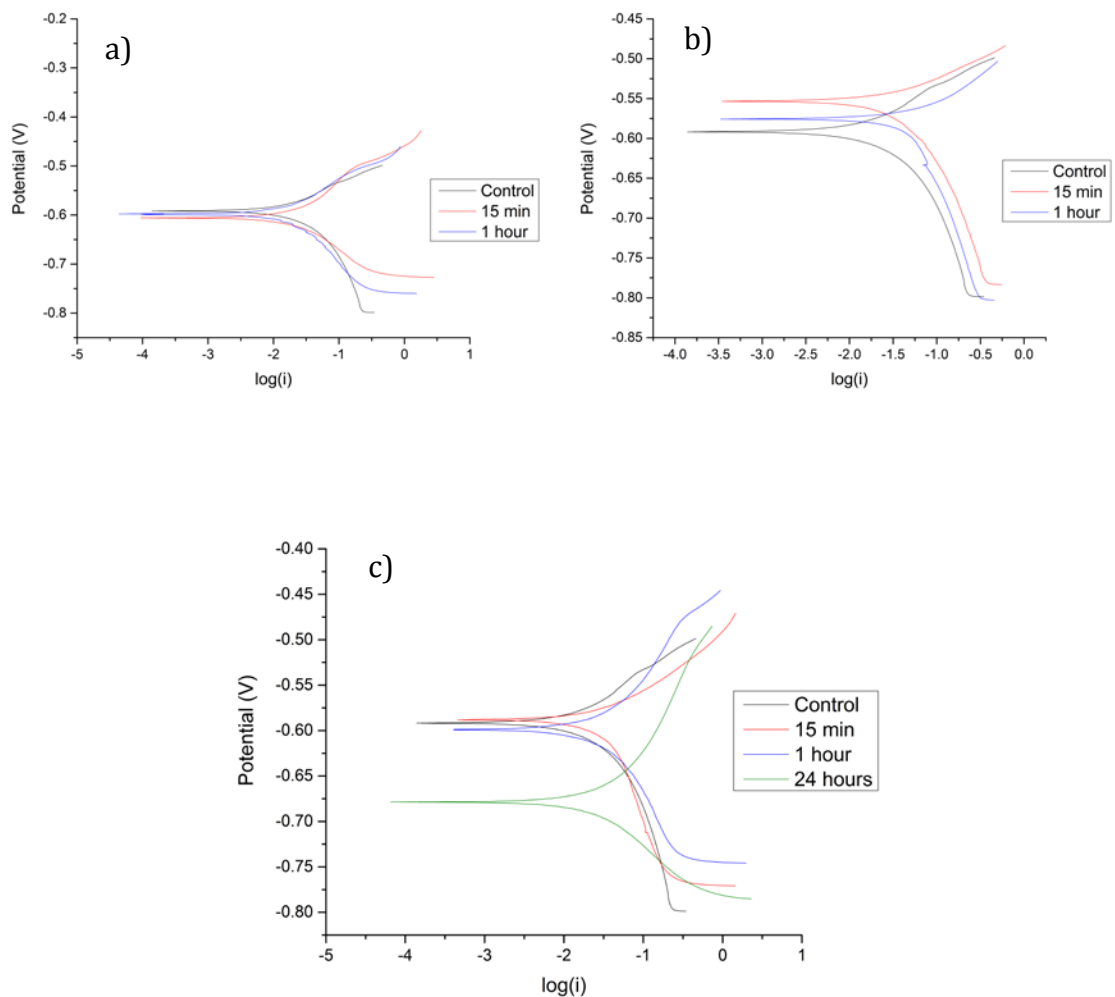 a)
-0.2
-0.3
-0.4
-0.5
-0.6
-0.7
-0.8
Potential (V)
-5 -4 -3 -2 -1 0 1
log(i)
Control
15 min
1 hour
b)
-0.45
-0.50
-0.55
-0.60
-0.65
-0.70
-0.75
-0.80
-0.85
Potential (V)
-4.0 -3.5 -3.0 -2.5 -2.0 -1.5 -1.0 -0.5 0.0
log(i)
Control
15 min
1 hour
c)
-0.40
-0.45
-0.50
-0.55
-0.60
-0.65
-0.70
-0.75
-0.80
Potential (V)
-5 -4 -3 -2 -1 0 1
log(i)
Control
15 min
1 hour
24 hours